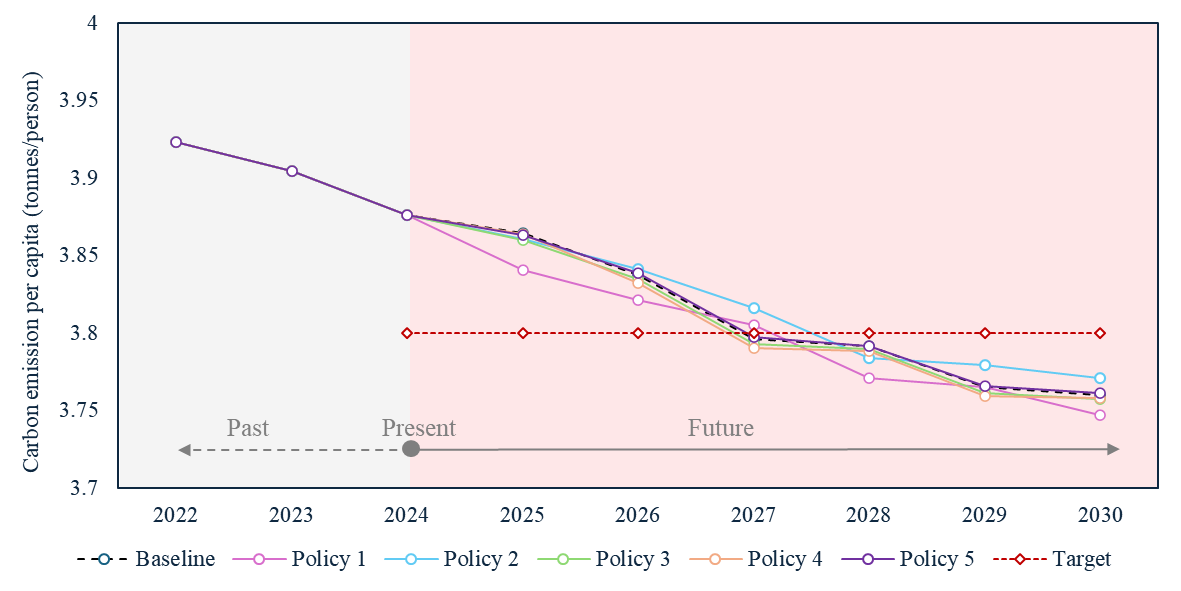 Carbon emission per capita (tonnes/person)
4
3.95
3.9
3.85
3.8
3.75
3.7
Past
Present
Future
2022 2023 2024 2025 2026 2027 2028 2029 2030
Baseline Policy 1 Policy 2 Policy 3 Policy 4 Policy 5 Target